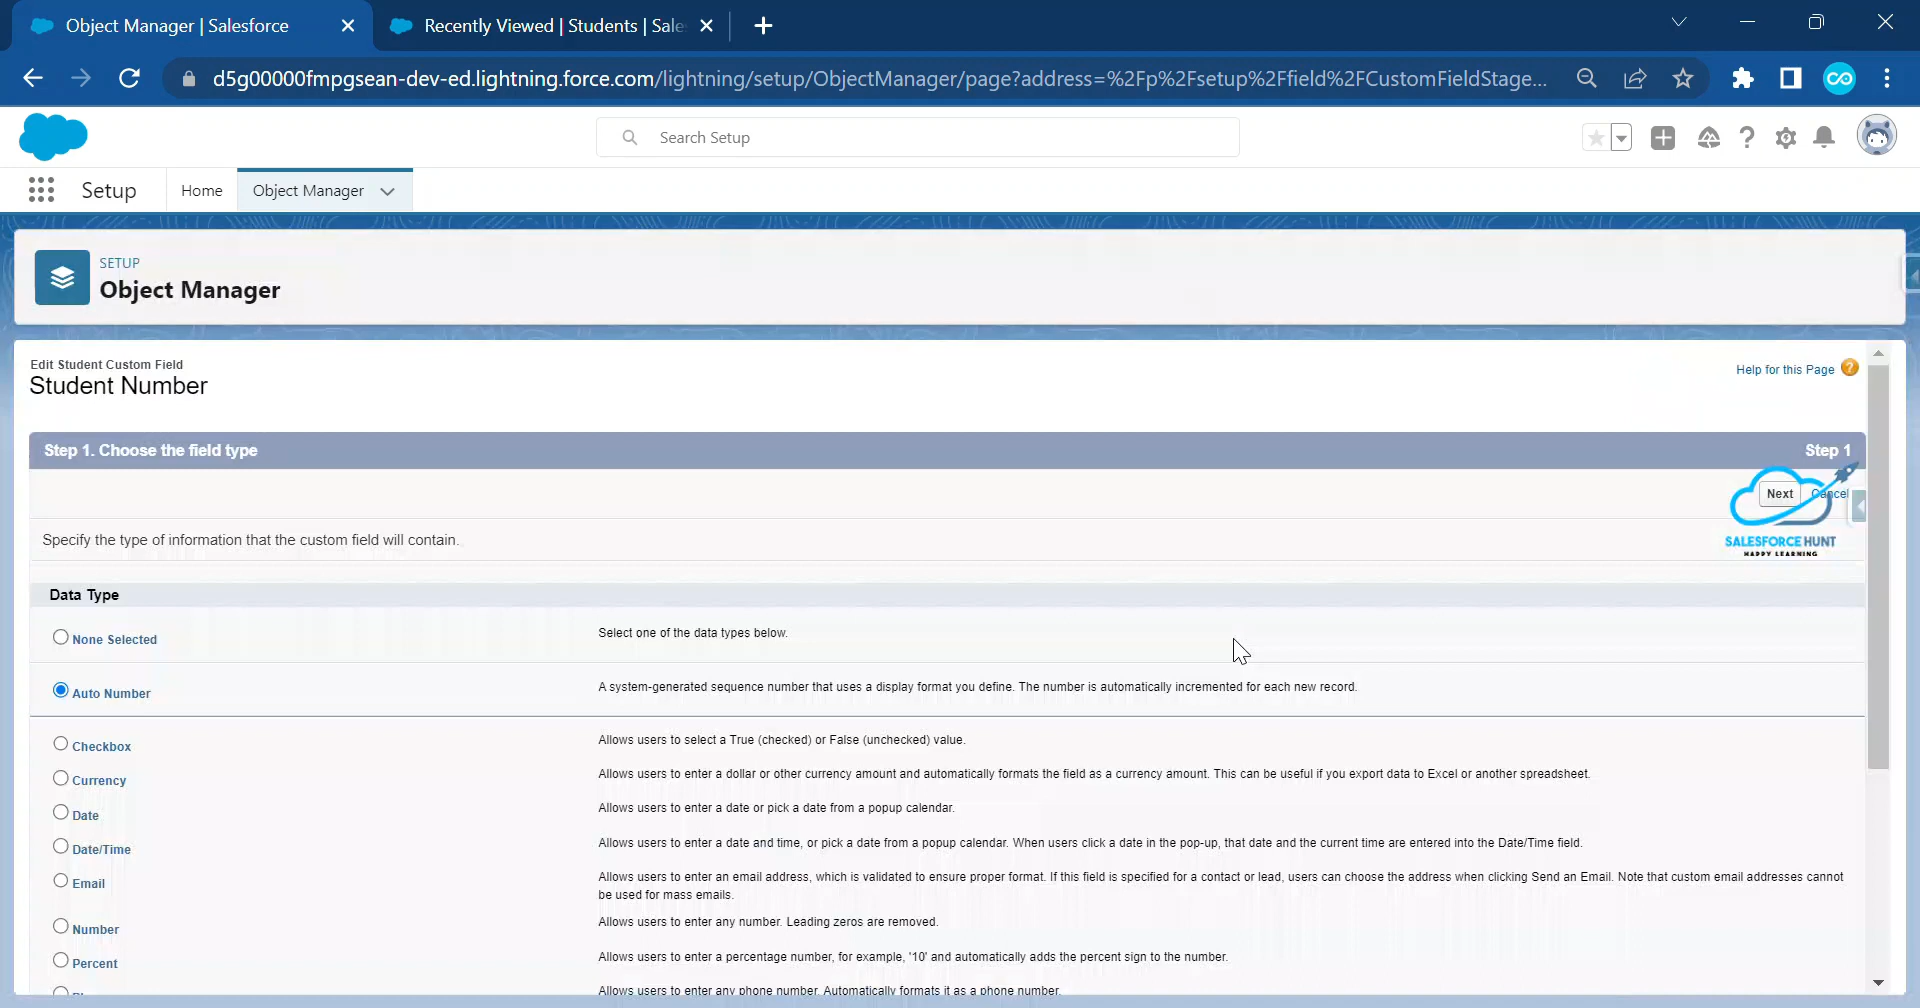 Object Manager | Salesforce
Recently Viewed | Students | Sale
d5g00000fmpgsean-dev-ed.lightning.force.com/lightning/setup/ObjectManager/page?address=%2Fp%2Fsetup%2Ffield%2FCustomFieldStage...
Search Setup
Setup
Home
Object Manager
SETUP
Object Manager
Edit Student Custom Field
Student Number
Help for this Page
Step 1. Choose the field type
Step 1
Next
Cancel
SALESFORCE HUNT
HAPPY LEARNING
Specify the type of information that the custom field will contain.
Data Type
None Selected
Select one of the data types below.
Auto Number
A system-generated sequence number that uses a display format you define. The number is automatically incremented for each new record.
Checkbox
Allows users to select a True (checked) or False (unchecked) value.
Currency
Allows users to enter a dollar or other currency amount and automatically formats the field as a currency amount. This can be useful if you export data to Excel or another spreadsheet.
Date
Allows users to enter a date or pick a date from a popup calendar.
Date/Time
Allows users to enter a date and time, or pick a date from a popup calendar. When users click a date in the pop-up, that date and the current time are entered into the Date/Time field.
Email
Allows users to enter an email address, which is validated to ensure proper format. If this field is specified for a contact or lead, users can choose the address when clicking Send an Email. Note that custom email addresses cannot
be used for mass emails.
Number
Allows users to enter any number. Leading zeros are removed.
Percent
Allows users to enter a percentage number, for example, '10' and automatically adds the percent sign to the number.
Allows users to enter any phone number. Automatically formats it as a phone number.